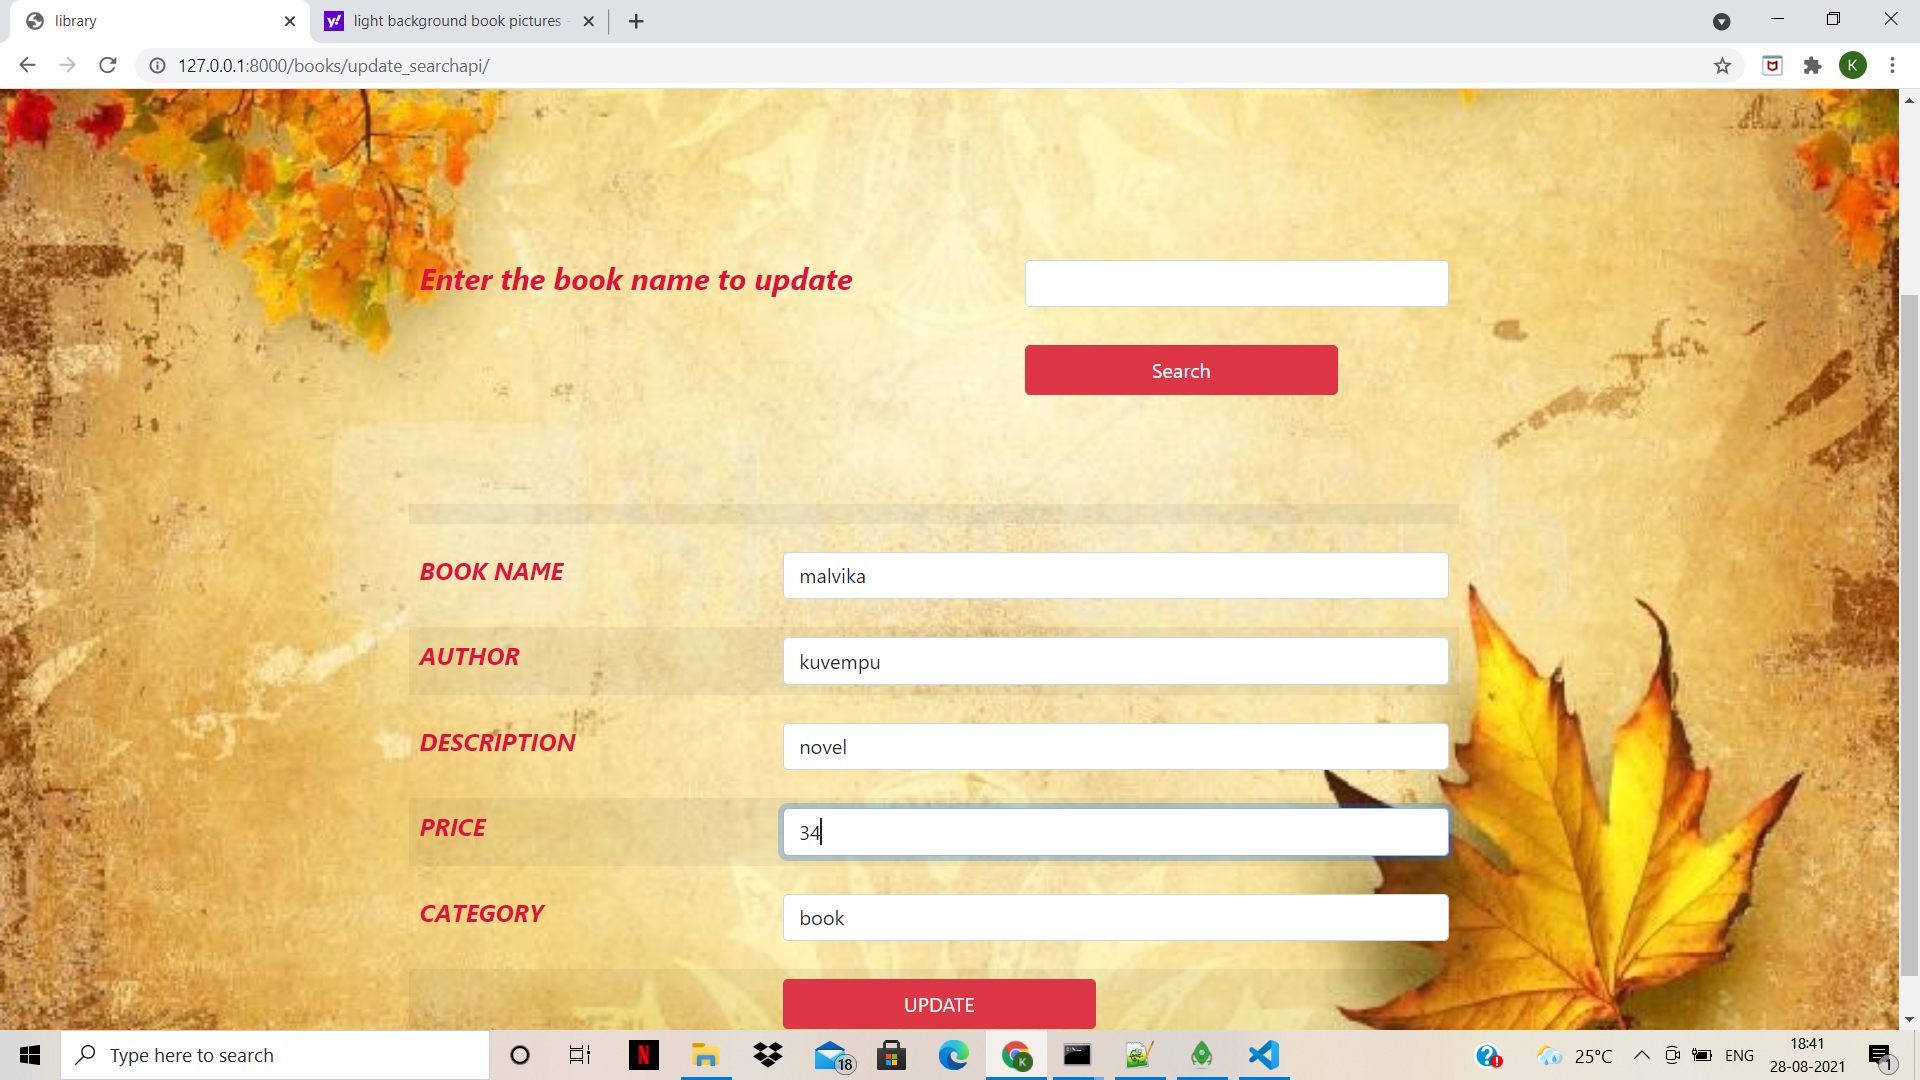 library
light background book pictures -
127.0.0.1:8000/books/update_searchapi/
K
Enter the book name to update
Search
BOOK NAME
malvika
AUTHOR
kuvempu
DESCRIPTION
novel
PRICE
34
CATEGORY
book
UPDATE
Type here to search
18
25°C
ENG
18:41
28-08-2021
1